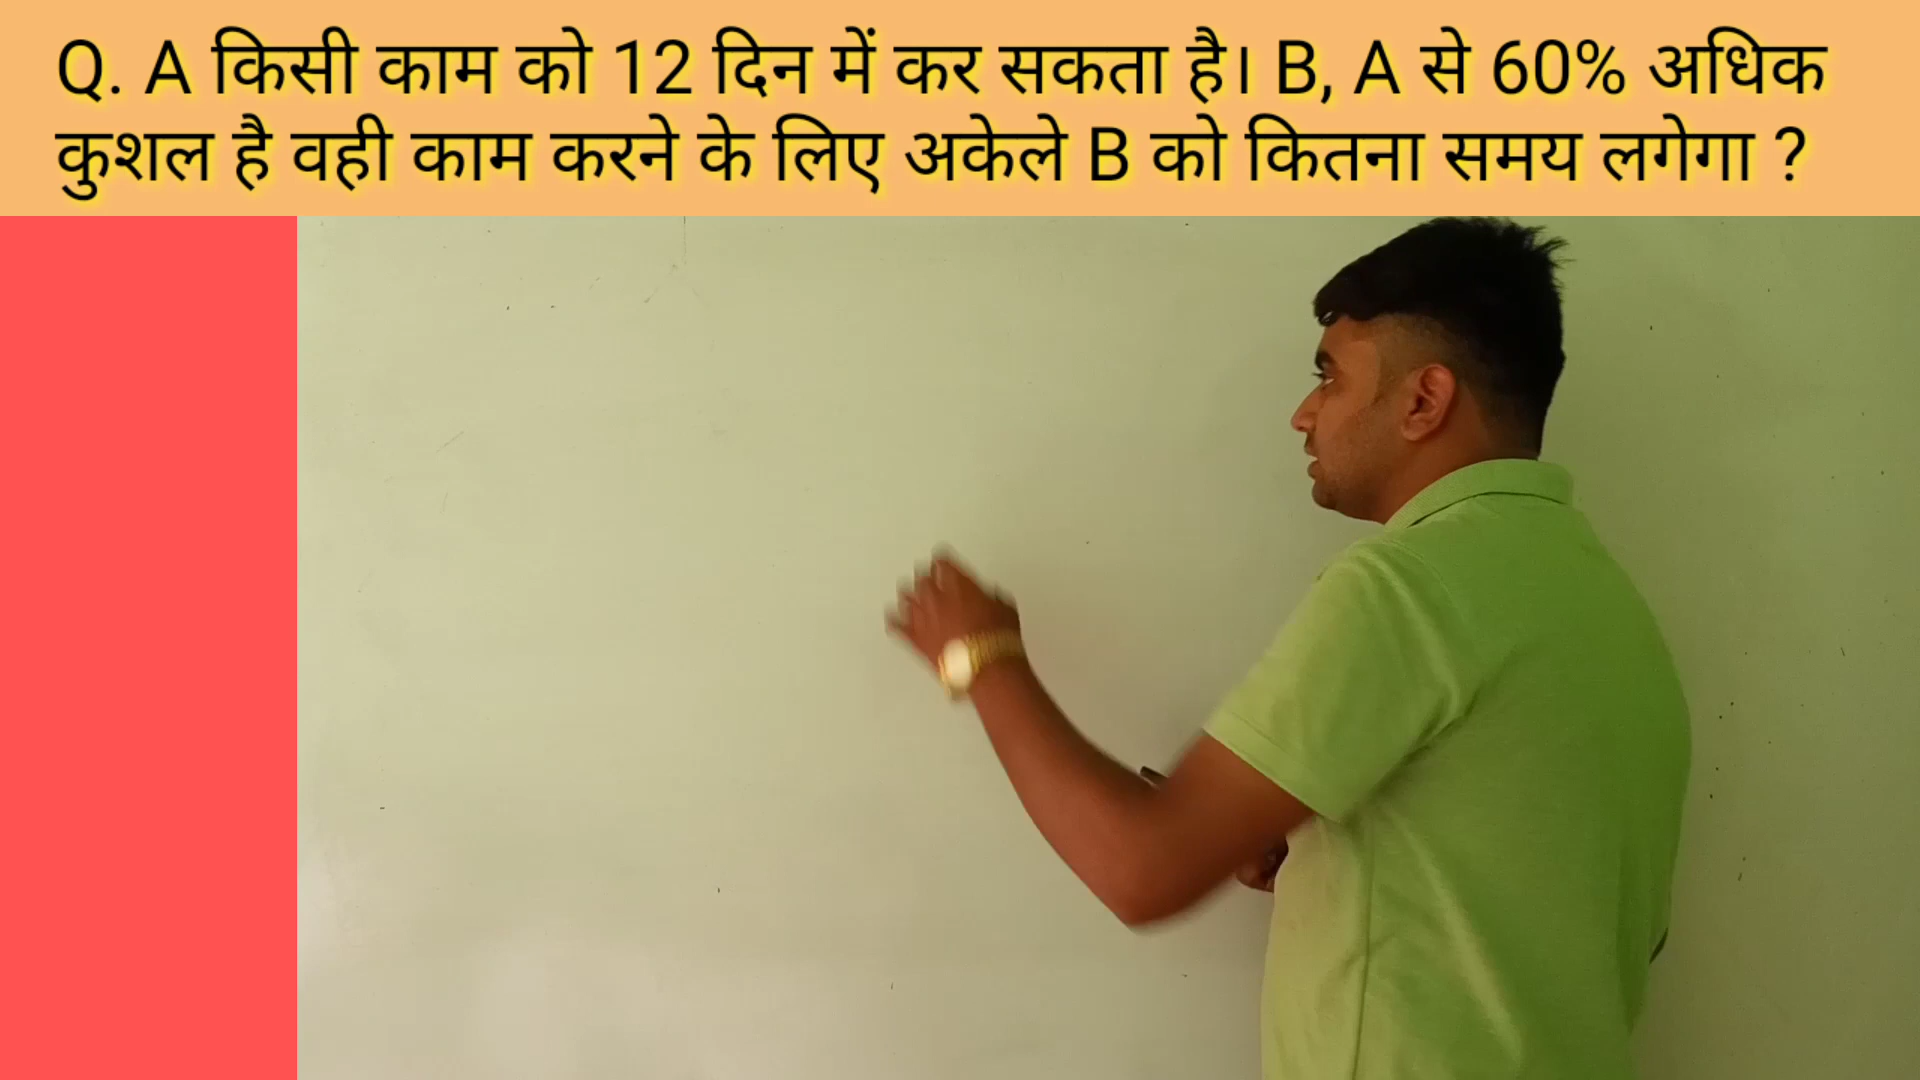 Q. A किसी काम को 12 दिन में कर सकता है। B, A से 60% अधिक
कुशल है वही काम करने के लिए अकेले B को कितना समय लगेगा ?